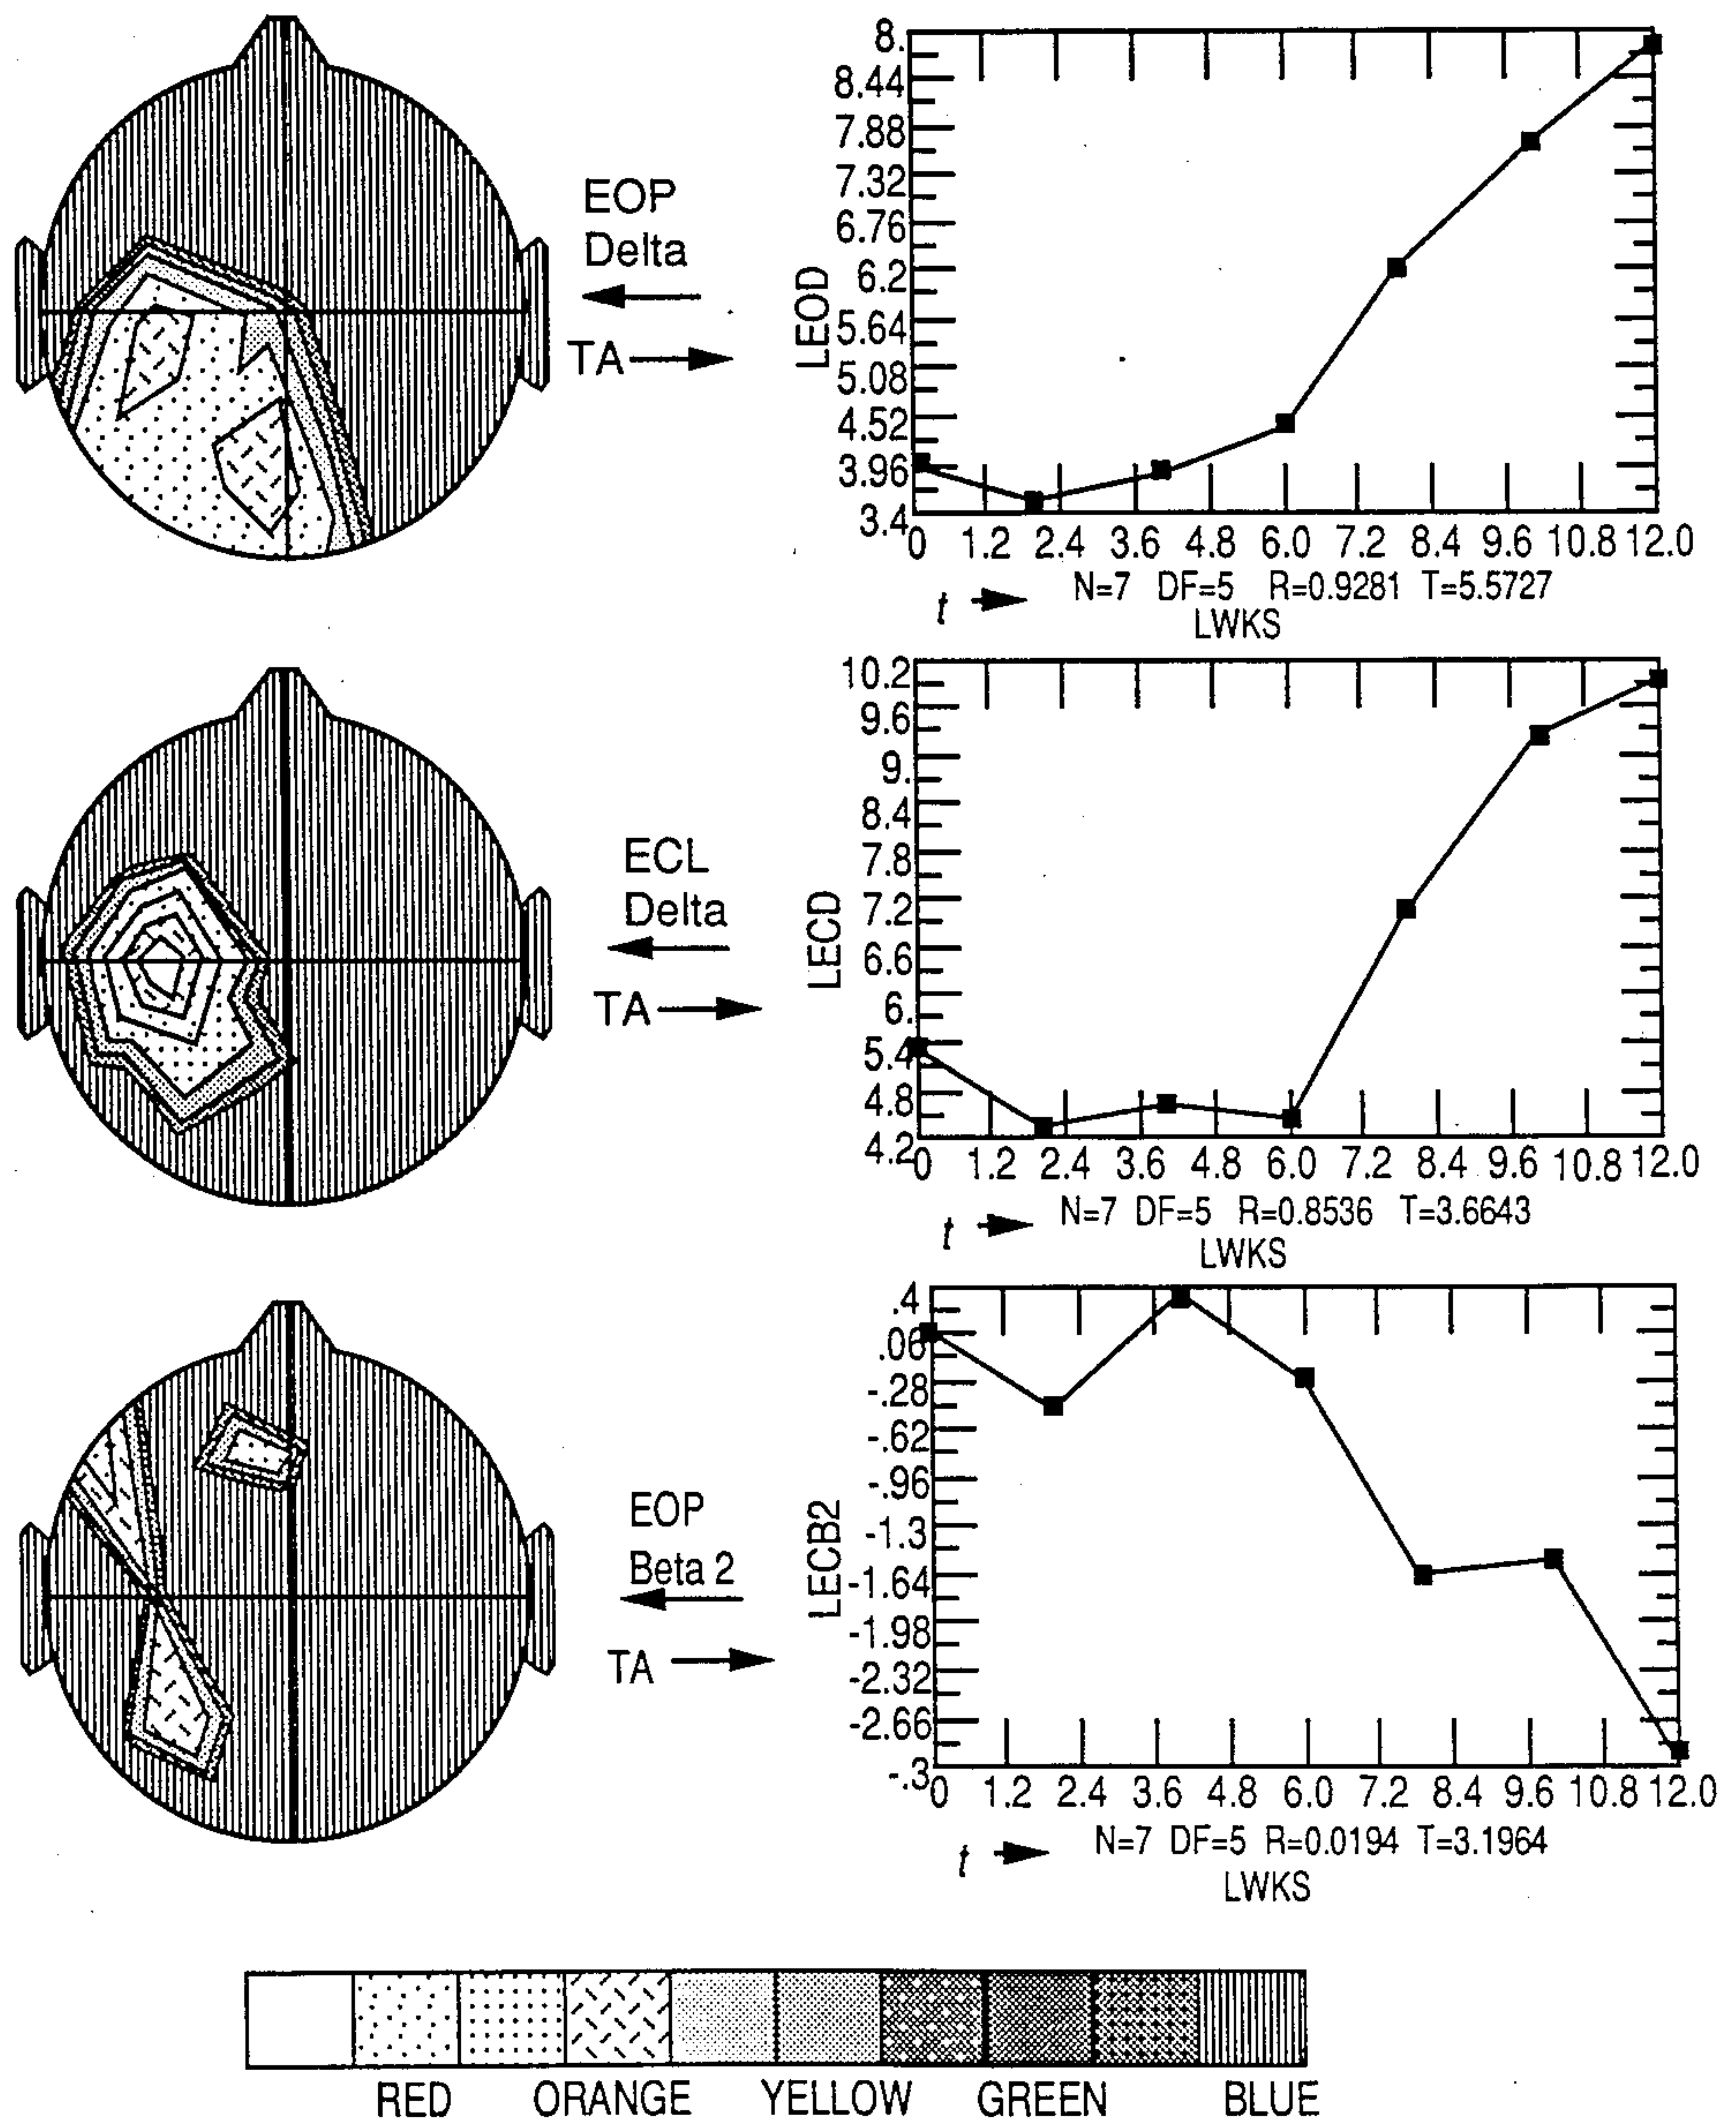 EOP
Delta
TA
LEOD
8.
8.44
7.88
7.32
6.76
6.2
5.64
5.08
4.52
3.96
3.4
0 1.2 2.4 3.6 4.8 6.0 7.2 8.4 9.6 10.8 12.0
N=7 DF=5 R=0.9281 T=5.5727
t
LWKS
ECL
Delta
TA
LECD
10.2
9.6
9.
8.4
7.8
7.2
6.6
6.
5.4
4.8
4.2
0 1.2 2.4 3.6 4.8 6.0 7.2 8.4 9.6 10.8 12.0
N=7 DF=5 R=0.8536 T=3.6643
t
LWKS
EOP
Beta 2
TA
LECB2
.4
.06
-.28
-.62
-.96
-1.3
-1.64
-1.98
-2.32
-2.66
-.3
0 1.2 2.4 3.6 4.8 6.0 7.2 8.4 9.6 10.8 12.0
N=7 DF=5 R=0.0194 T=3.1964
t
LWKS
RED ORANGE YELLOW GREEN BLUE